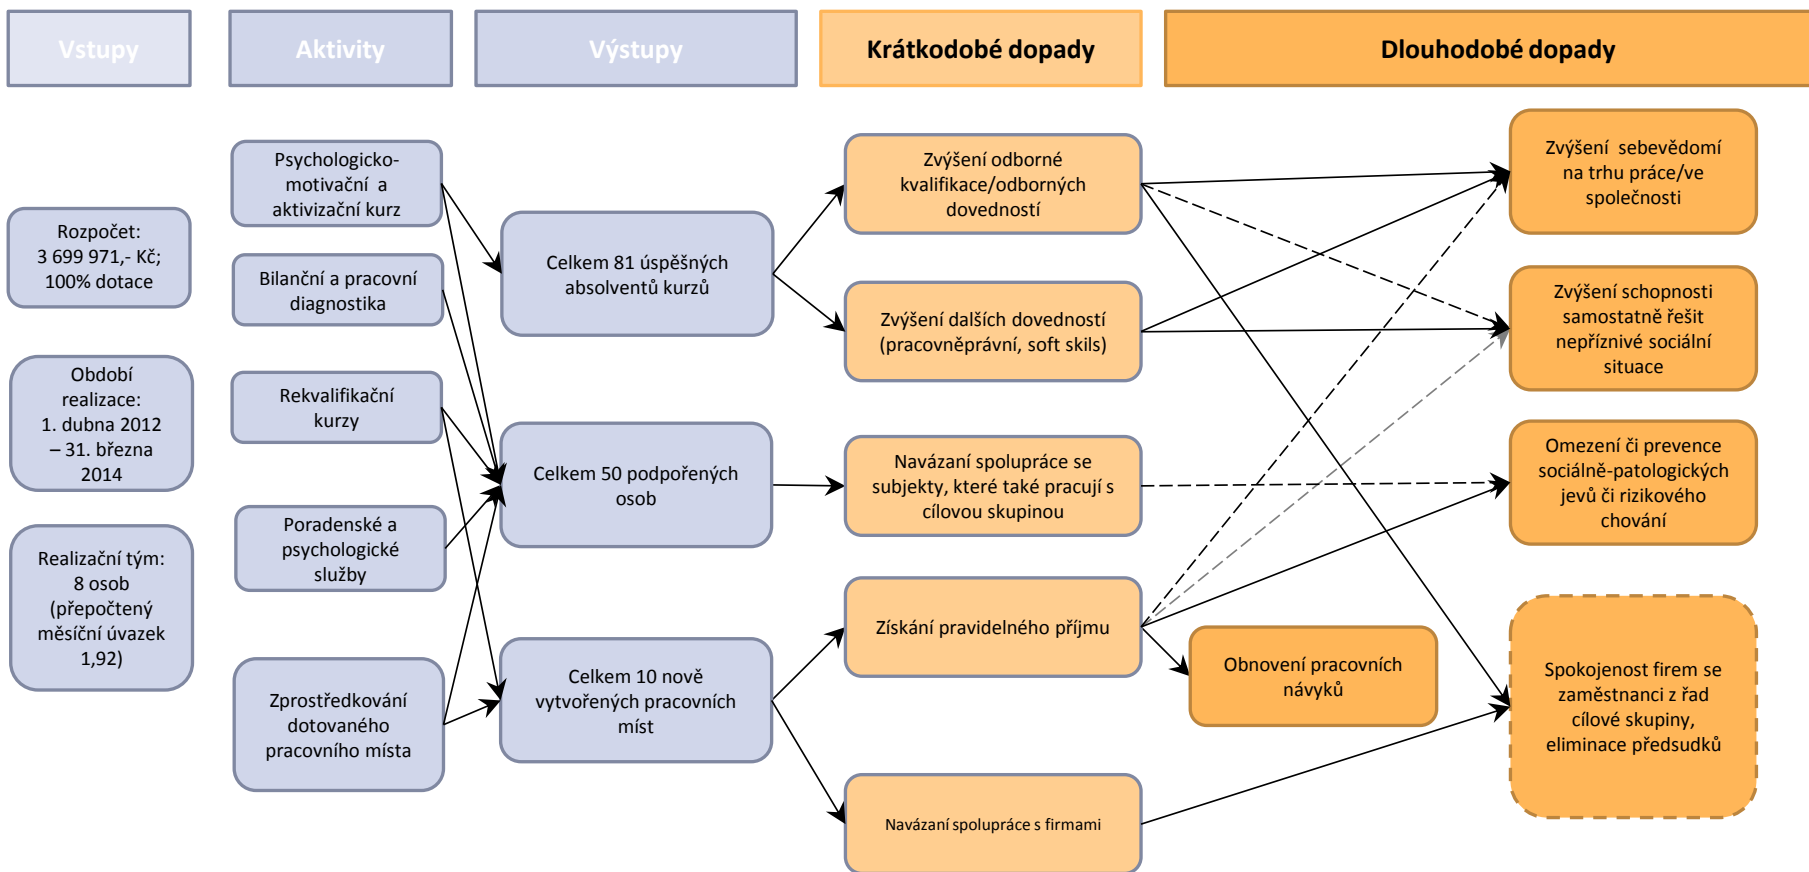 Vstupy
Aktivity
Výstupy
Krátkodobé dopady
Dlouhodobé dopady
Rozpočet:
3 699 971,- Kč;
100% dotace
Období
realizace:
1. dubna 2012
– 31. března
2014
Realizační tým:
8 osob
(přepočtený
měsíční úvazek
1,92)
Psychologicko-
motivační a
aktivizační kurz
Bilanční a pracovní
diagnostika
Rekvalifikační
kurzy
Poradenské a
psychologické
služby
Zprostředkování
dotovaného
pracovního místa
Celkem 81 úspěšných
absolventů kurzů
Celkem 50 podpořených
osob
Celkem 10 nově
vytvořených pracovních
míst
Zvýšení odborné
kvalifikace/odborných
dovedností
Zvýšení dalších dovedností
(pracovněprávní, soft skils)
Navázaní spolupráce se
subjekty, které také pracují s
cílovou skupinou
Získání pravidelného příjmu
Navázaní spolupráce s firmami
Obnovení pracovních
návyků
Zvýšení sebevědomí
na trhu práce/ve
společnosti
Zvýšení schopnosti
samostatně řešit
nepříznivé sociální
situace
Omezení či prevence
sociálně-patologických
jevů či rizikového
chování
Spokojenost firem se
zaměstnanci z řad
cílové skupiny,
eliminace předsudků